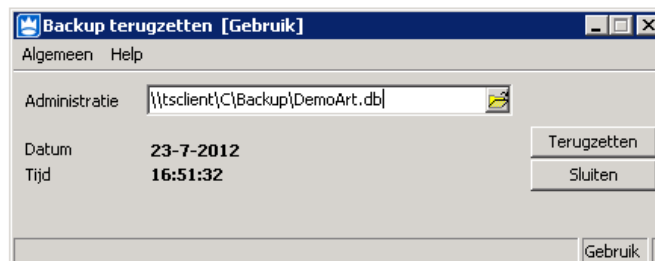 Backup terugzetten [Gebruik]
Algemeen Help
Administratie \\tsclient\C\Backup\DemoArt.db
Datum 23-7-2012
Terugzetten
Tijd 16:51:32
Sluiten
Gebruik